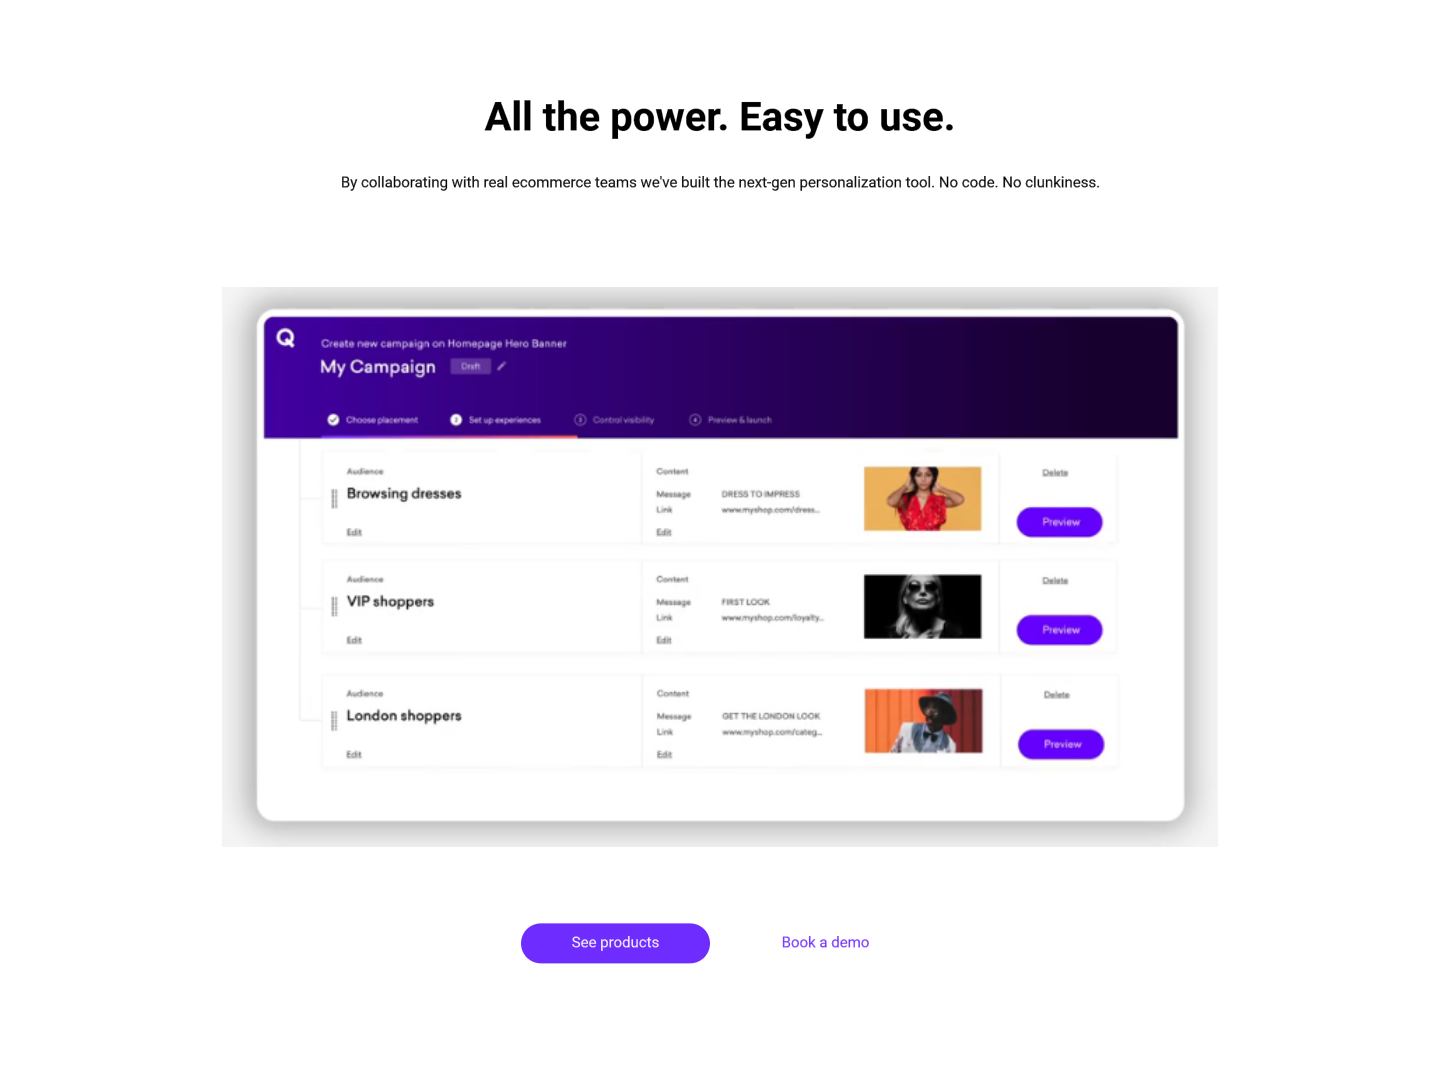 All the power. Easy to use.
By collaborating with real ecommerce teams we've built the next-gen personalization tool. No code. No clunkiness.
Q
Create new campaign on Homepage Hero Banner
My Campaign Draft
Choose placement 2 Set up experiences 3 Control visibility 4 Preview & launch
Audience Content Delete
Browsing dresses Message DRESS TO IMPRESS
Link www.myshop.com/dress... Preview
Edit Edit
Audience Content Delete
VIP shoppers Message FIRST LOOK
Link www.myshop.com/loyalty... Preview
Edit Edit
Audience Content Delete
London shoppers Message GET THE LONDON LOOK
Link www.myshop.com/categ... Preview
Edit Edit
See products Book a demo